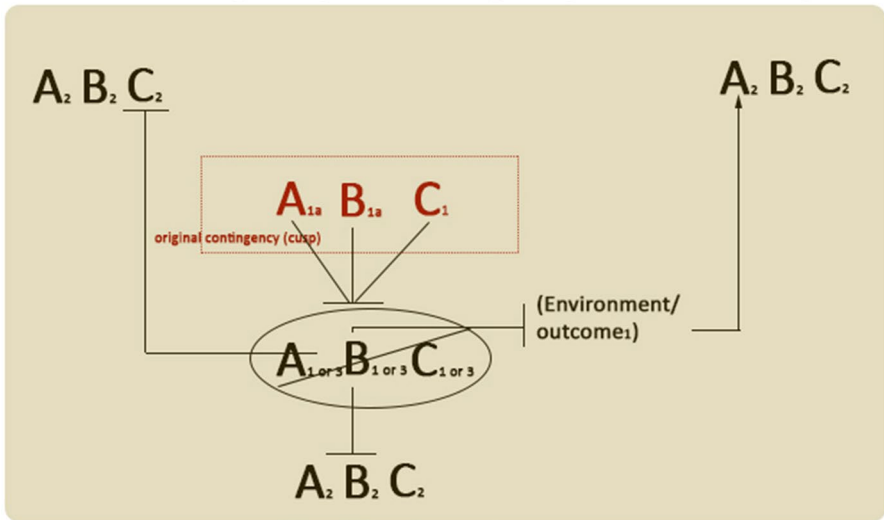 A₂ B₂ C₂
A₂ B₂ C₂
A₁ₐ B₁ₐ C₁
original contingency (cusp)
(Environment/
outcome₁)
A₁ ₒᵣ ₃ B₁ ₒᵣ ₃ C₁ ₒᵣ ₃
A₂ B₂ C₂